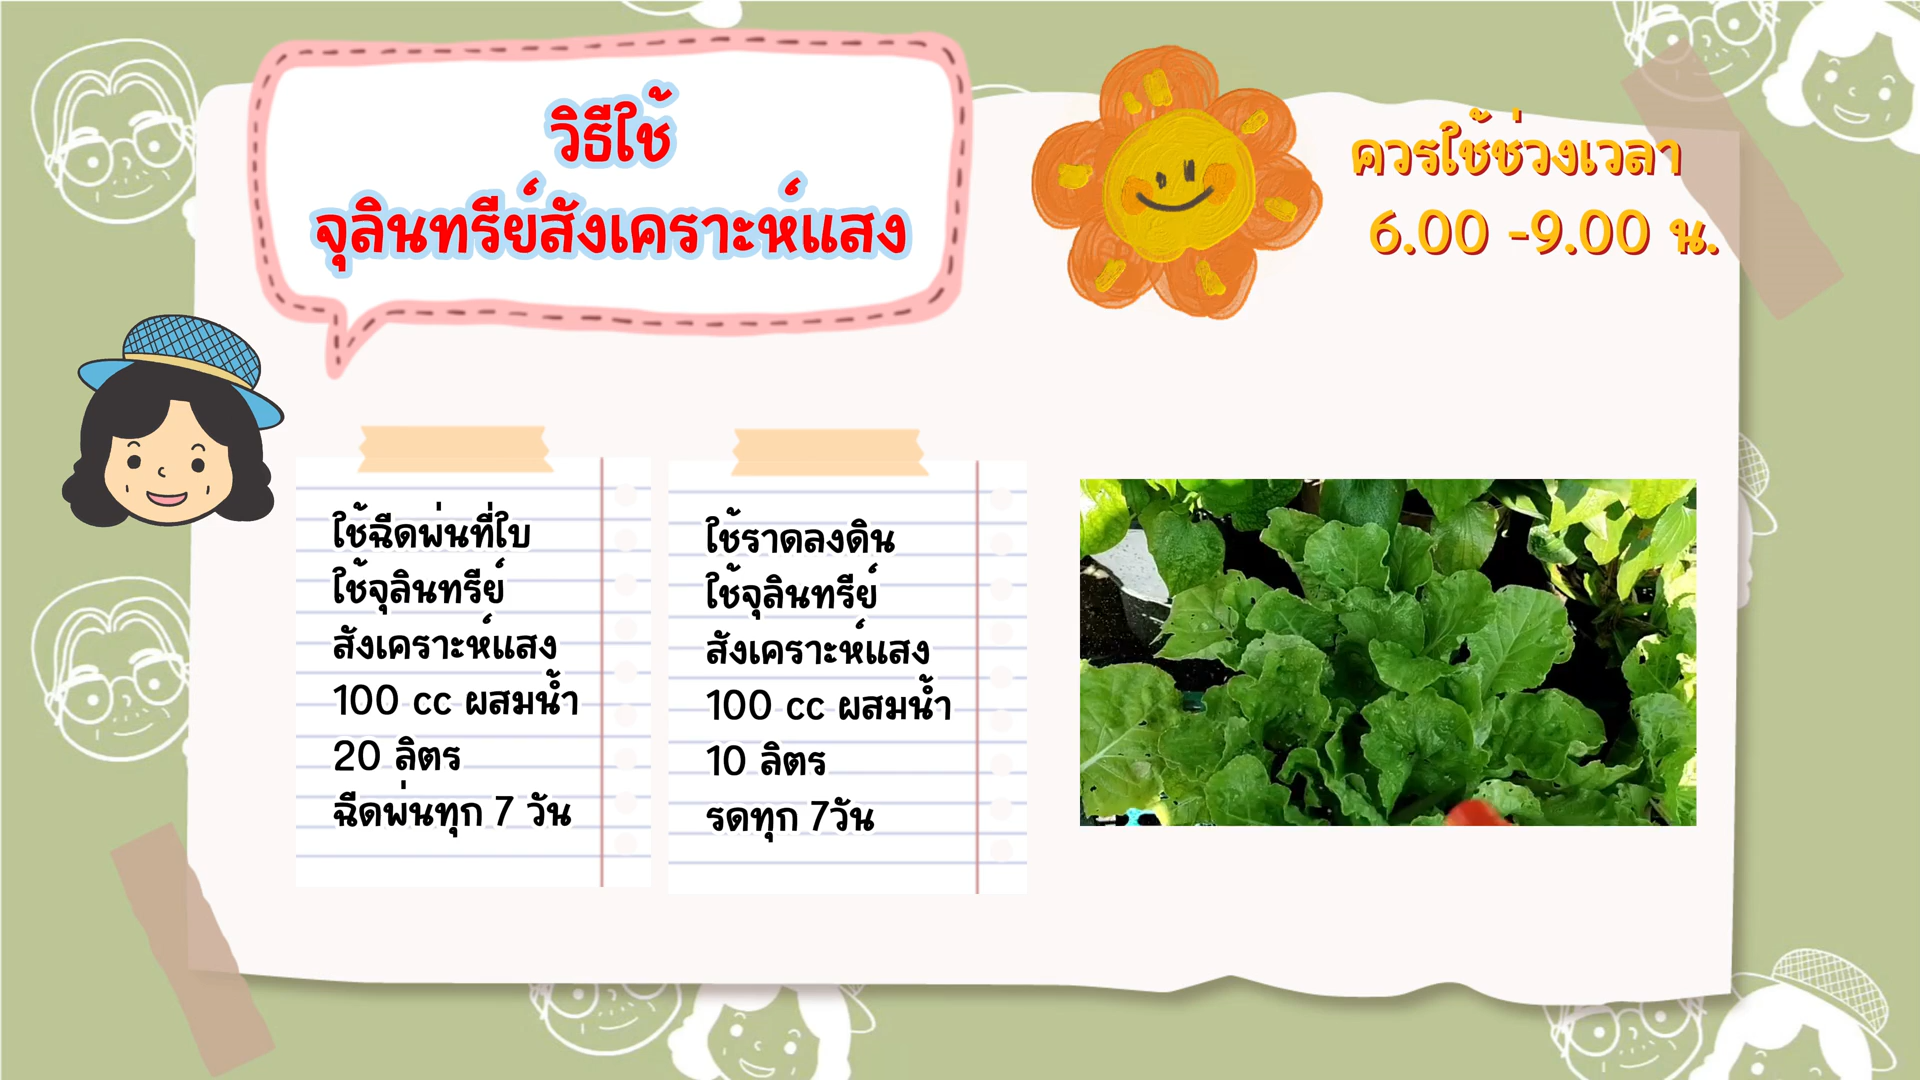 วิธีใช้
จุลินทรีย์สังเคราะห์แสง
ควรใช้ช่วงเวลา
6.00 -9.00 น.
ใช้ฉีดพ่นที่ใบ
ใช้จุลินทรีย์
สังเคราะห์แสง
100 cc ผสมน้ำ
20 ลิตร
ฉีดพ่นทุก 7 วัน
ใช้ราดลงดิน
ใช้จุลินทรีย์
สังเคราะห์แสง
100 cc ผสมน้ำ
10 ลิตร
รดทุก 7วัน